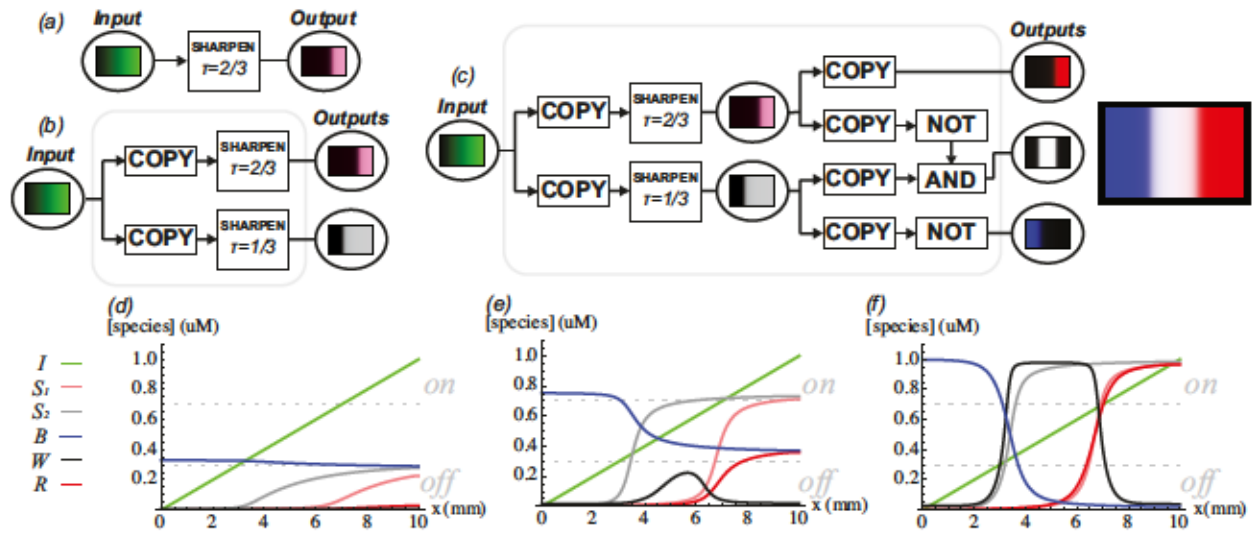 (a)
Input
Output
SHARPEN
τ=2/3
(b)
Input
Outputs
COPY
SHARPEN
τ=2/3
COPY
SHARPEN
τ=1/3
(c)
Input
Outputs
COPY
SHARPEN
τ=2/3
COPY
COPY
NOT
COPY
SHARPEN
τ=1/3
COPY
AND
COPY
NOT
I
S1
S2
B
W
R
(d)
[species] (uM)
1.0
0.8
0.6
0.4
0.2
on
off
0 2 4 6 8 10
x (mm)
(e)
[species] (uM)
1.0
0.8
0.6
0.4
0.2
on
off
0 2 4 6 8 10
x (mm)
(f)
[species] (uM)
1.0
0.8
0.6
0.4
0.2
on
off
0 2 4 6 8 10
x (mm)